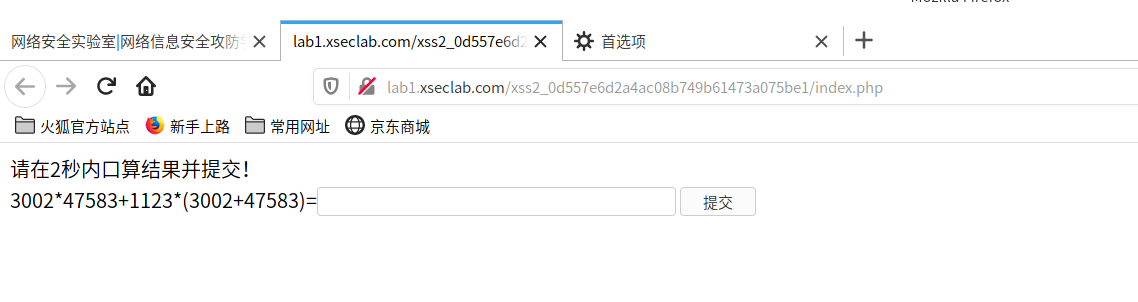 网络安全实验室|网络信息安全攻防 lab1.xseclab.com/xss2_0d557e6d2 首选项
lab1.xseclab.com/xss2_0d557e6d2a4ac08b749b61473a075be1/index.php
火狐官方站点 新手上路 常用网址 京东商城
请在2秒内口算结果并提交!
3002*47583+1123*(3002+47583)= 提交